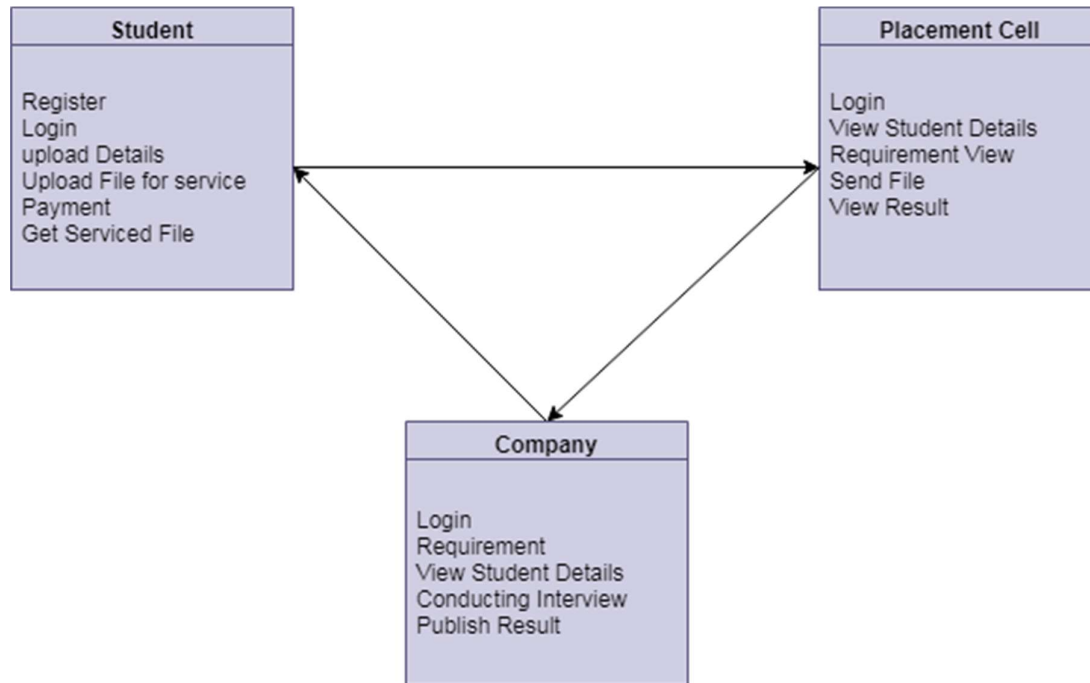 Student
Register
Login
upload Details
Upload File for service
Payment
Get Serviced File
Placement Cell
Login
View Student Details
Requirement View
Send File
View Result
Company
Login
Requirement
View Student Details
Conducting Interview
Publish Result